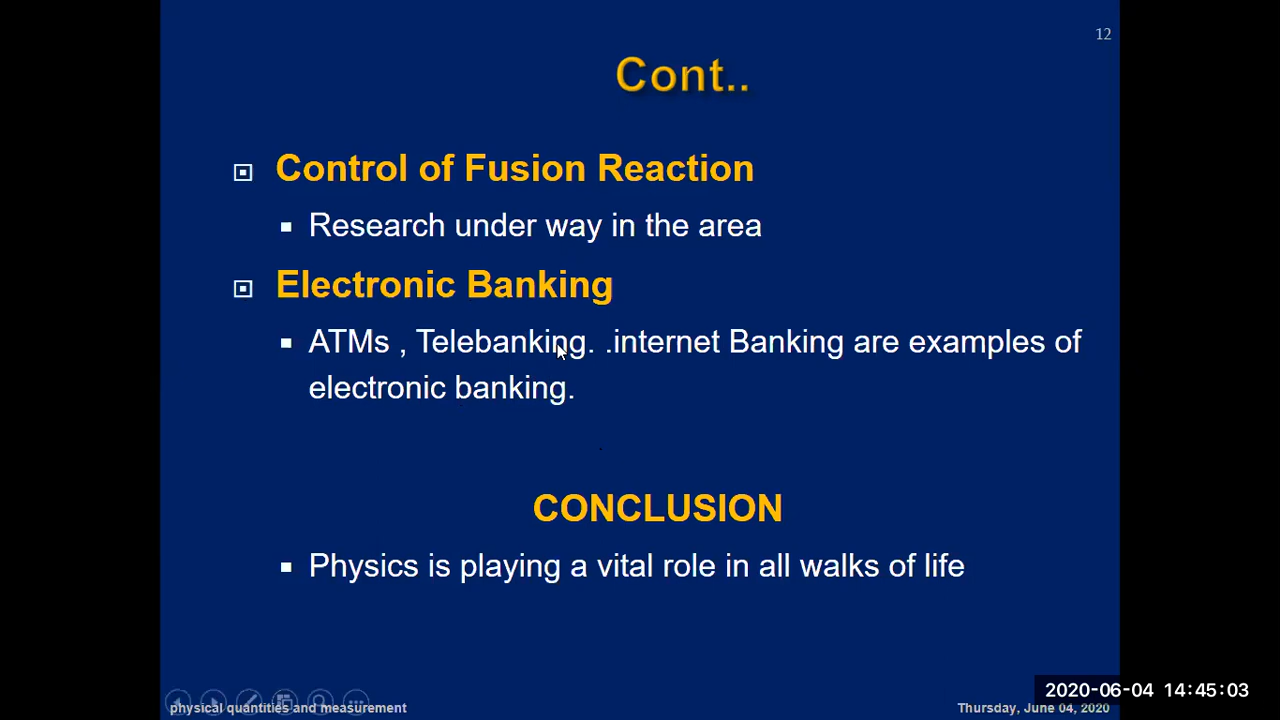 12
Cont..
Control of Fusion Reaction
Research under way in the area
Electronic Banking
ATMs , Telebanking. .internet Banking are examples of
electronic banking.
CONCLUSION
Physics is playing a vital role in all walks of life
2020-06-04 14:45:03
physical quantities and measurement
Thursday, June 04, 2020